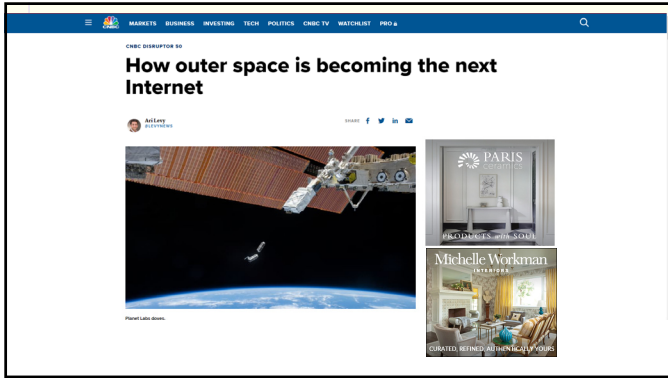 CNBC
MARKETS BUSINESS INVESTING TECH POLITICS CNBC TV WATCHLIST PRO
CNBC DISRUPTOR 50
How outer space is becoming the next
Internet
Ari Levy
@LEVYNEWS
SHARE
PARIS
ceramics
PRODUCTS with SOUL
Michelle Workman
INTERIORS
CURATED, REFINED, AUTHENTICALLY YOURS
Planet Labs doves.